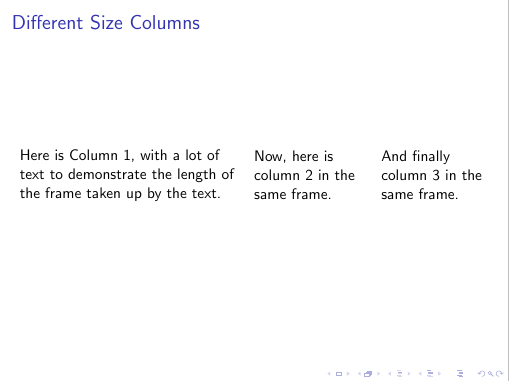 Different Size Columns
Here is Column 1, with a lot of
text to demonstrate the length of
the frame taken up by the text.
Now, here is
column 2 in the
same frame.
And finally
column 3 in the
same frame.